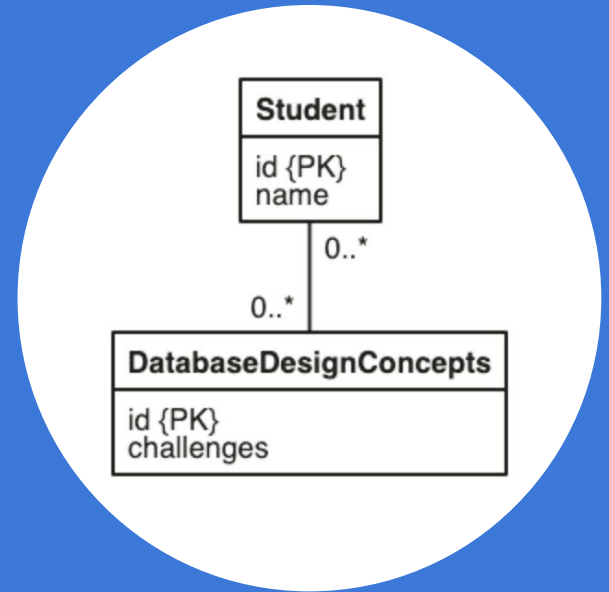 Student
id {PK}
name
0..*
0..*
DatabaseDesignConcepts
id {PK}
challenges